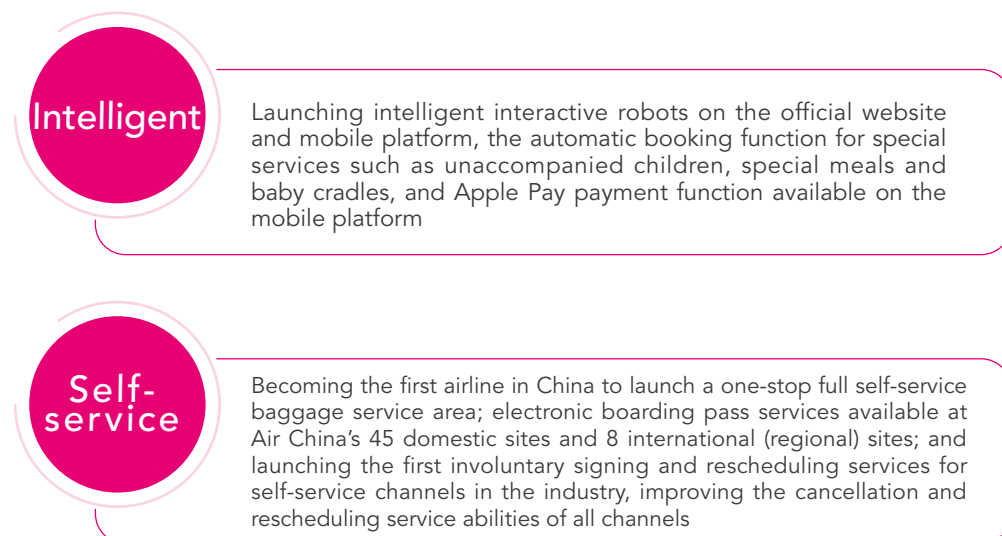 Intelligent
Launching intelligent interactive robots on the official website
and mobile platform, the automatic booking function for special
services such as unaccompanied children, special meals and
baby cradles, and Apple Pay payment function available on the
mobile platform
Self-
service
Becoming the first airline in China to launch a one-stop full self-service
baggage service area; electronic boarding pass services available at
Air China’s 45 domestic sites and 8 international (regional) sites; and
launching the first involuntary signing and rescheduling services for
self-service channels in the industry, improving the cancellation and
rescheduling service abilities of all channels